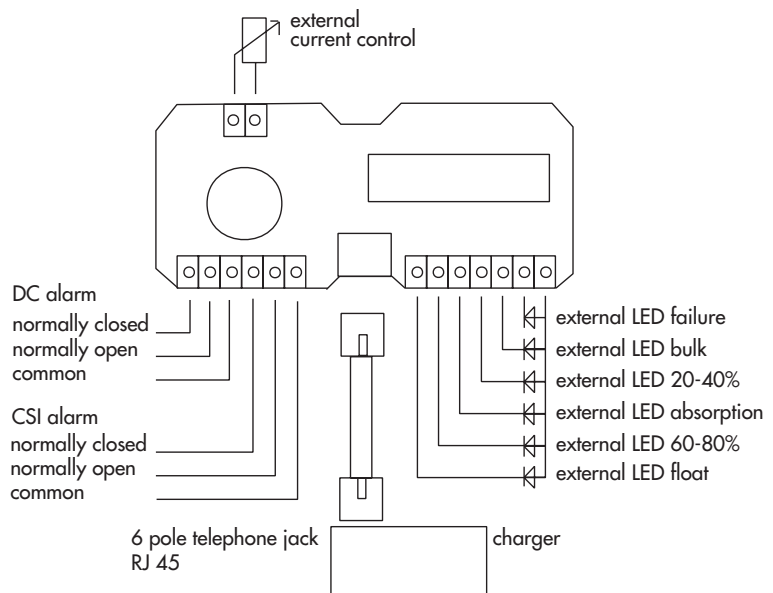 external
current control
DC alarm
normally closed
normally open
common
CSI alarm
normally closed
normally open
common
external LED failure
external LED bulk
external LED 20-40%
external LED absorption
external LED 60-80%
external LED float
6 pole telephone jack
RJ 45
charger